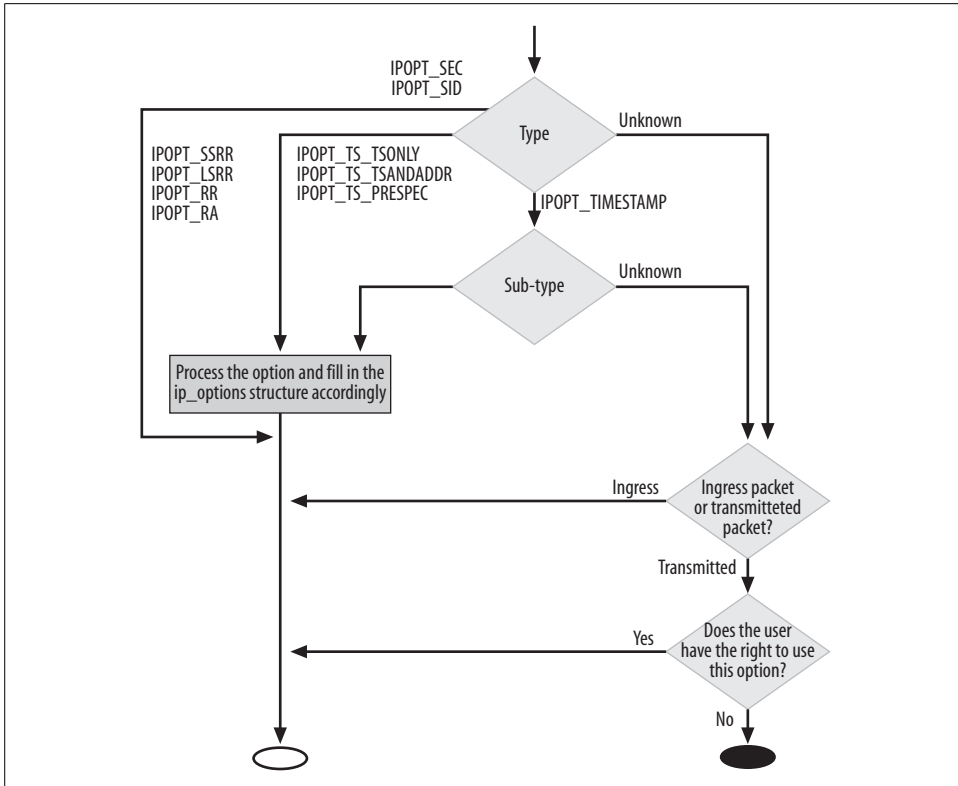 IPOPT_SEC
IPOPT_SID
Type
Unknown
IPOPT_SSRR
IPOPT_LSRR
IPOPT_RR
IPOPT_RA
IPOPT_TS_TSONLY
IPOPT_TS_TSANDADDR
IPOPT_TS_PRESPEC
IPOPT_TIMESTAMP
Sub-type
Unknown
Process the option and fill in the
ip_options structure accordingly
Ingress
Ingress packet
or transmitteted
packet?
Transmitted
Yes
Does the user
have the right to use
this option?
No